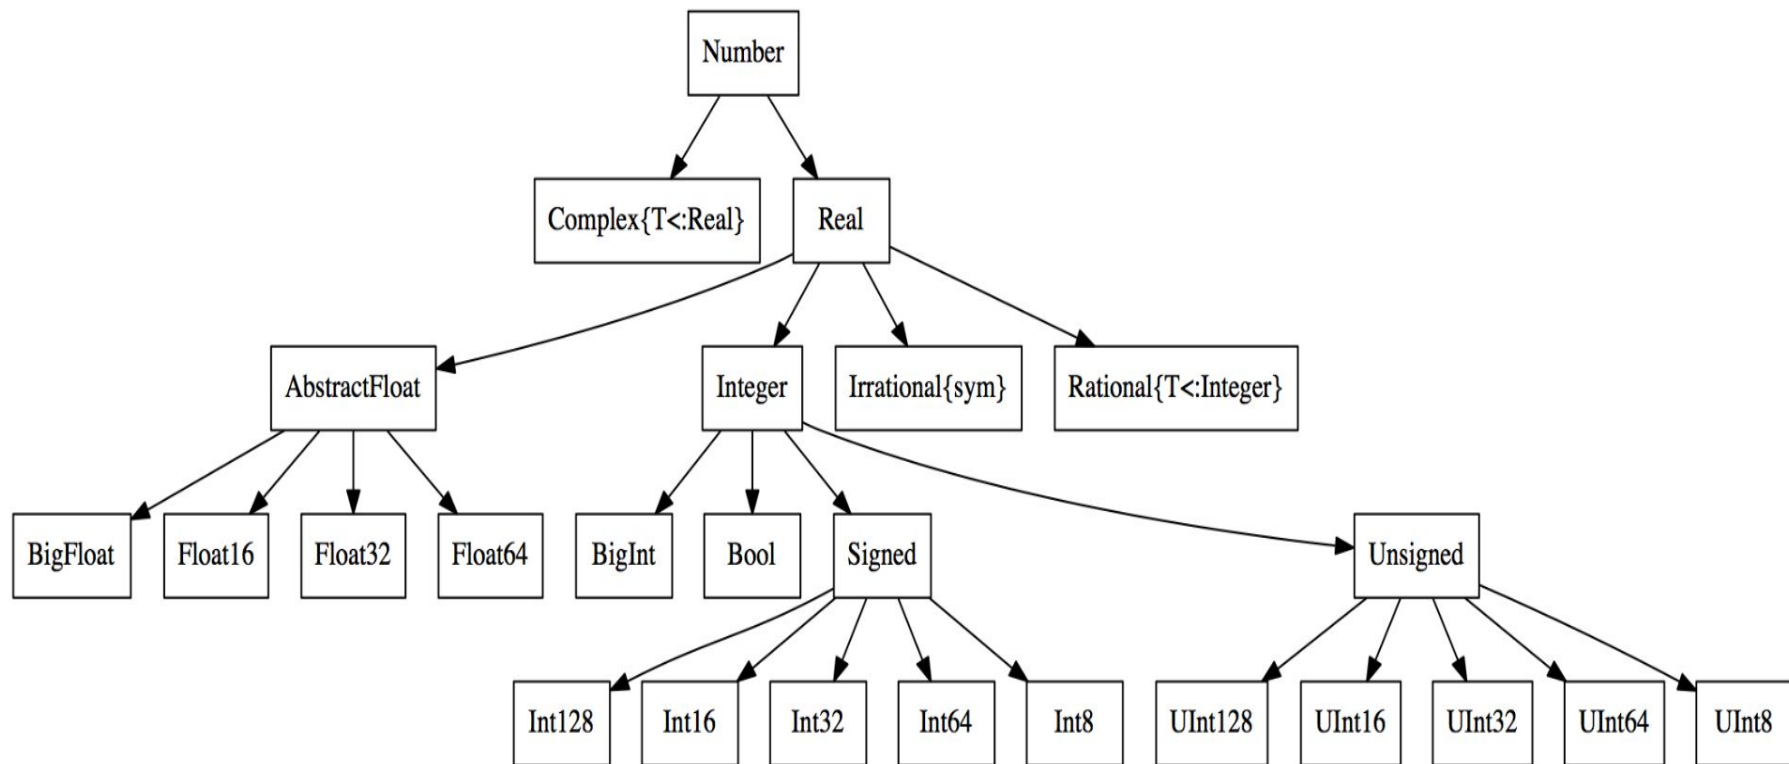 Number
Complex{T<:Real}
Real
AbstractFloat
Integer
Irrational{sym}
Rational{T<:Integer}
BigFloat
Float16
Float32
Float64
BigInt
Bool
Signed
Unsigned
Int128
Int16
Int32
Int64
Int8
UInt128
UInt16
UInt32
UInt64
UInt8